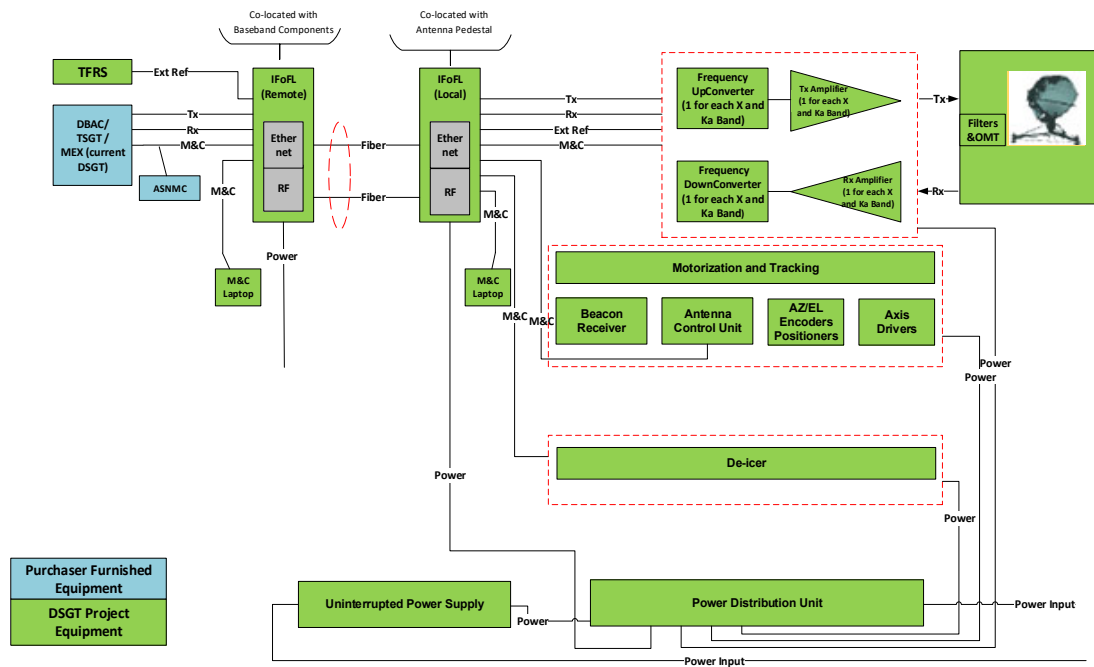 Co-located with
Baseband Components
Co-located with
Antenna Pedestal
TFRS
Ext Ref
IFoFL
(Remote)
IFoFL
(Local)
DBAC/
TSGT /
MEX (current
DSGT)
Tx
Rx
M&C
ASNMC
M&C
Ether
net
RF
Fiber
Fiber
Ether
net
RF
Tx
Rx
Ext Ref
M&C
Frequency
UpConverter
(1 for each X and
Ka Band)
Tx Amplifier
(1 for each X
and Ka Band)
Frequency
DownConverter
(1 for each X and
Ka Band)
Rx Amplifier
(1 for each X
and Ka Band)
Tx
Rx
Filters
&OMT
Power
M&C
Laptop
M&C
M&C
Laptop
M&C
M&C
Motorization and Tracking
Beacon
Receiver
Antenna
Control Unit
AZ/EL
Encoders
Positioners
Axis
Drivers
Power
Power
De-icer
Power
Power
Purchaser Furnished
Equipment
DSGT Project
Equipment
Uninterrupted Power Supply
Power
Power Distribution Unit
Power Input
Power Input